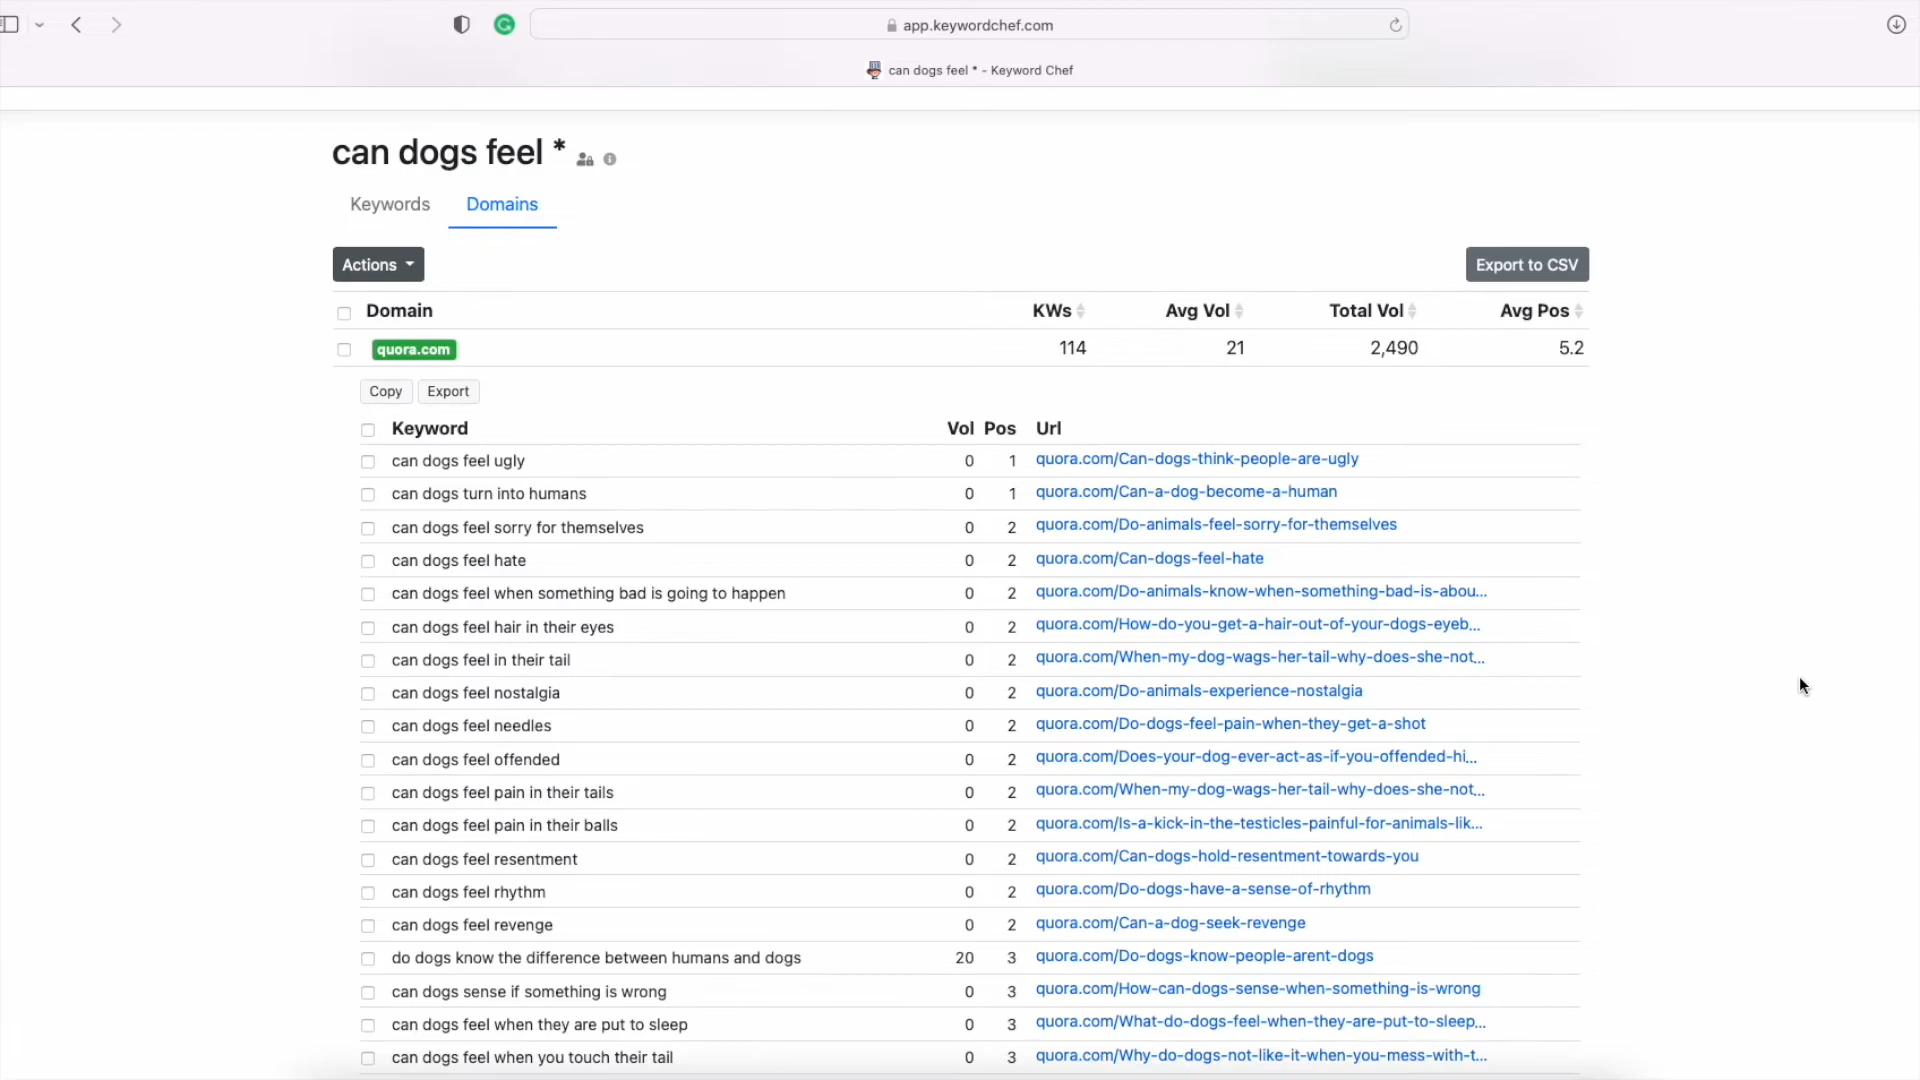 app.keywordchef.com
can dogs feel * - Keyword Chef
can dogs feel *
Keywords Domains
Actions Export to CSV
Domain KWs Avg Vol Total Vol Avg Pos
quora.com 114 21 2,490 5.2
Copy Export
Keyword Vol Pos Url
can dogs feel ugly 0 1 quora.com/Can-dogs-think-people-are-ugly
can dogs turn into humans 0 1 quora.com/Can-a-dog-become-a-human
can dogs feel sorry for themselves 0 2 quora.com/Do-animals-feel-sorry-for-themselves
can dogs feel hate 0 2 quora.com/Can-dogs-feel-hate
can dogs feel when something bad is going to happen 0 2 quora.com/Do-animals-know-when-something-bad-is-abou...
can dogs feel hair in their eyes 0 2 quora.com/How-do-you-get-a-hair-out-of-your-dogs-eyeb...
can dogs feel in their tail 0 2 quora.com/When-my-dog-wags-her-tail-why-does-she-not...
can dogs feel nostalgia 0 2 quora.com/Do-animals-experience-nostalgia
can dogs feel needles 0 2 quora.com/Do-dogs-feel-pain-when-they-get-a-shot
can dogs feel offended 0 2 quora.com/Does-your-dog-ever-act-as-if-you-offended-hi...
can dogs feel pain in their tails 0 2 quora.com/When-my-dog-wags-her-tail-why-does-she-not...
can dogs feel pain in their balls 0 2 quora.com/Is-a-kick-in-the-testicles-painful-for-animals-lik...
can dogs feel resentment 0 2 quora.com/Can-dogs-hold-resentment-towards-you
can dogs feel rhythm 0 2 quora.com/Do-dogs-have-a-sense-of-rhythm
can dogs feel revenge 0 2 quora.com/Can-a-dog-seek-revenge
do dogs know the difference between humans and dogs 20 3 quora.com/Do-dogs-know-people-arent-dogs
can dogs sense if something is wrong 0 3 quora.com/How-can-dogs-sense-when-something-is-wrong
can dogs feel when they are put to sleep 0 3 quora.com/What-do-dogs-feel-when-they-are-put-to-sleep...
can dogs feel when you touch their tail 0 3 quora.com/Why-do-dogs-not-like-it-when-you-mess-with-t...